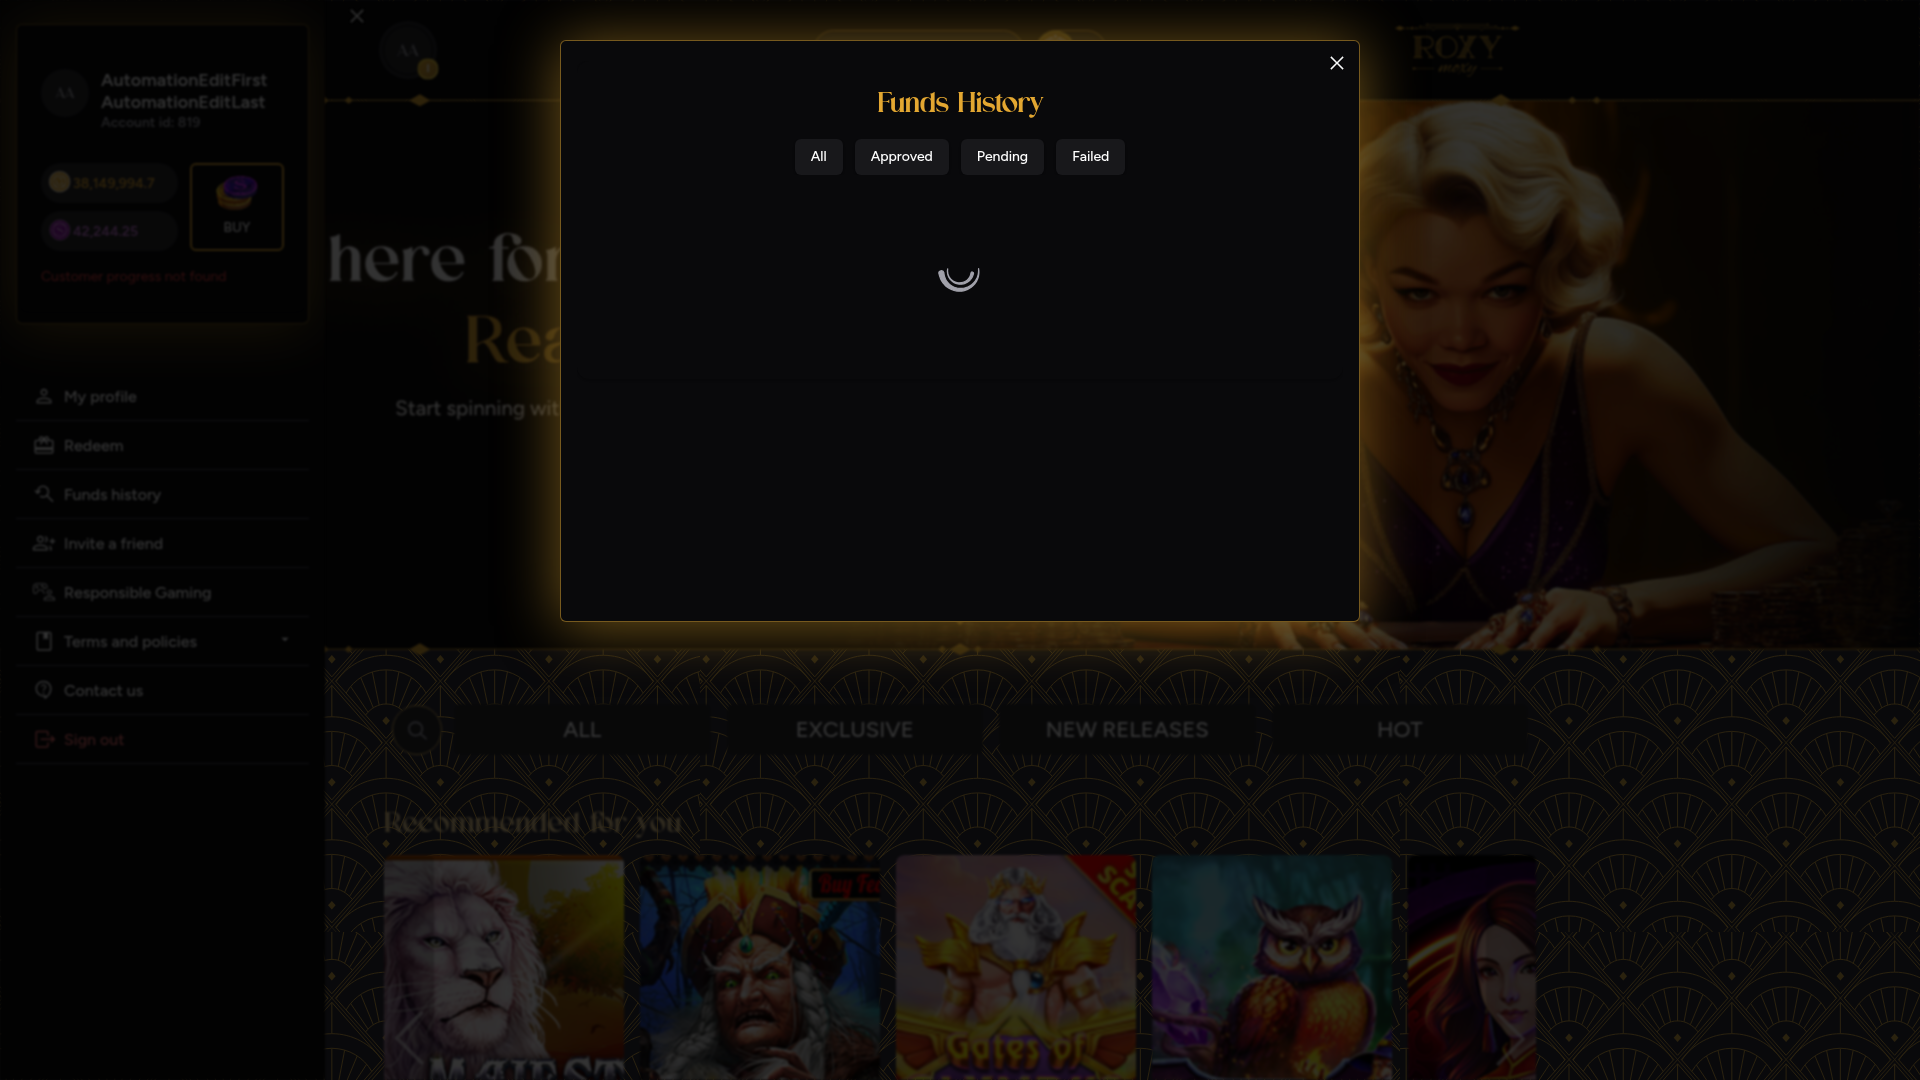 AA
AutomationEditFirst
AutomationEditLast
Account id: 819
38,149,994.7
42,244.25
BUY
Customer progress not found
My profile
Redeem
Funds history
Invite a friend
Responsible Gaming
Terms and policies
Contact us
Sign out
AA
ROXY
moxy
here for
Rea
Start spinning wit
Funds History
All
Approved
Pending
Failed
ALL
EXCLUSIVE
NEW RELEASES
HOT
Recommended for you
Buy Fea
SCA
Gates of